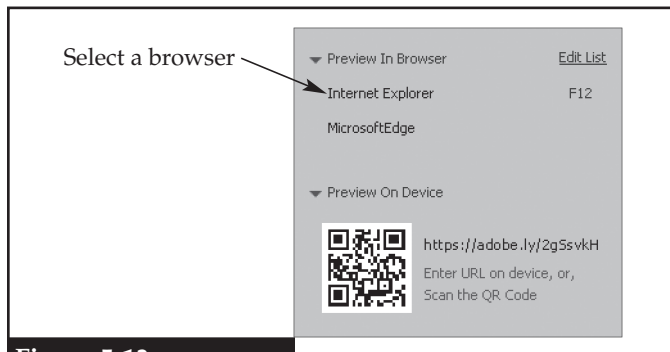 Select a browser
Preview In Browser Edit List
Internet Explorer F12
MicrosoftEdge
Preview On Device
https://adobe.ly/2gSsvkH
Enter URL on device, or,
Scan the QR Code